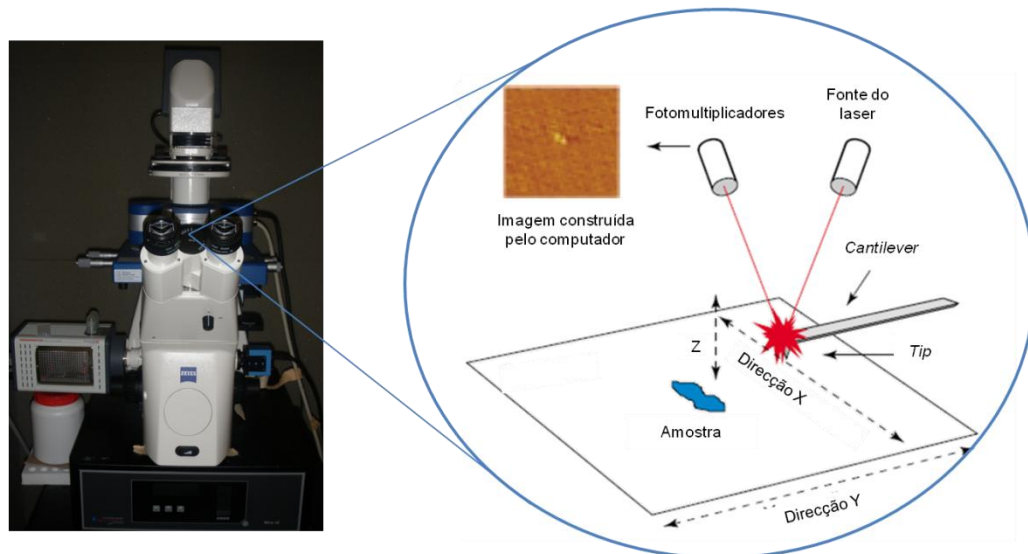 Fotomultiplicadores
Fonte do
laser
Imagem construída
pelo computador
Cantilever
Z
Tip
Direcção X
Amostra
Direcção Y
ZEISS